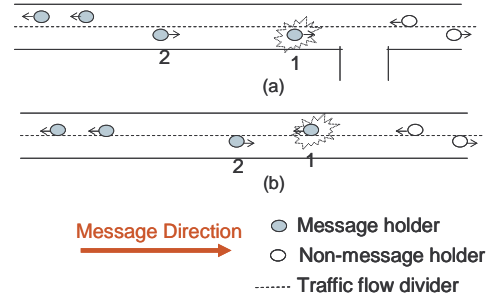 2
1
(a)
2
1
(b)
Message Direction
Message holder
Non-message holder
Traffic flow divider